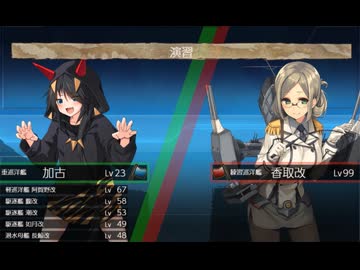 演習
重巡洋艦 加古 Lv 23
練習巡洋艦 香取改 Lv 99
軽巡洋艦 阿賀野改 Lv 67
駆逐艦 朧改 Lv 58
駆逐艦 潮改 Lv 53
駆逐艦 如月改 Lv 49
潜水母艦 長鯨改 Lv 48